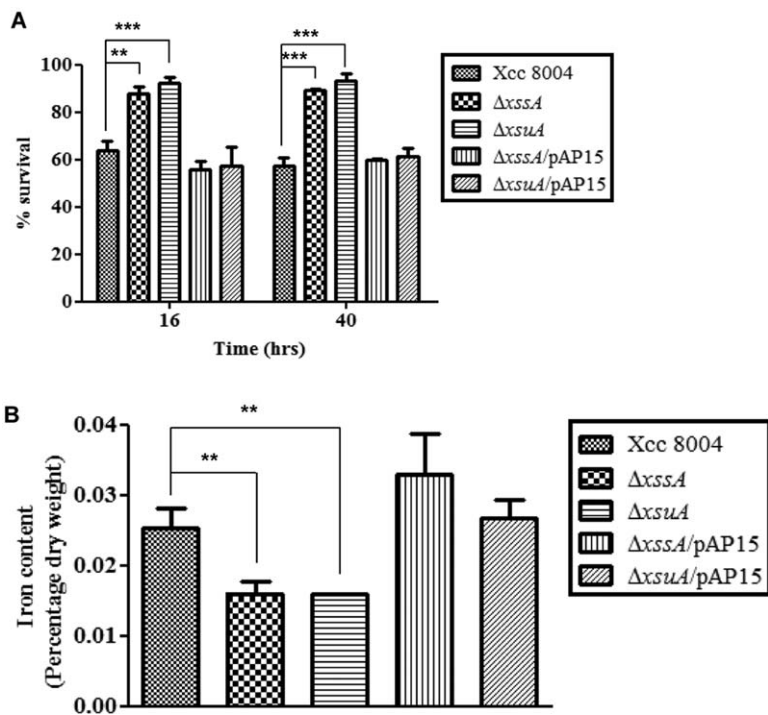 A
***
**
***
***
100
80
60
40
20
0
% survival
16
40
Time (hrs)
Xcc 8004
ΔxssA
ΔxsuA
ΔxssA/pAP15
ΔxsuA/pAP15
B
**
**
0.04
0.03
0.02
0.01
0.00
Iron content
(Percentage dry weight)
Xcc 8004
ΔxssA
ΔxsuA
ΔxssA/pAP15
ΔxsuA/pAP15